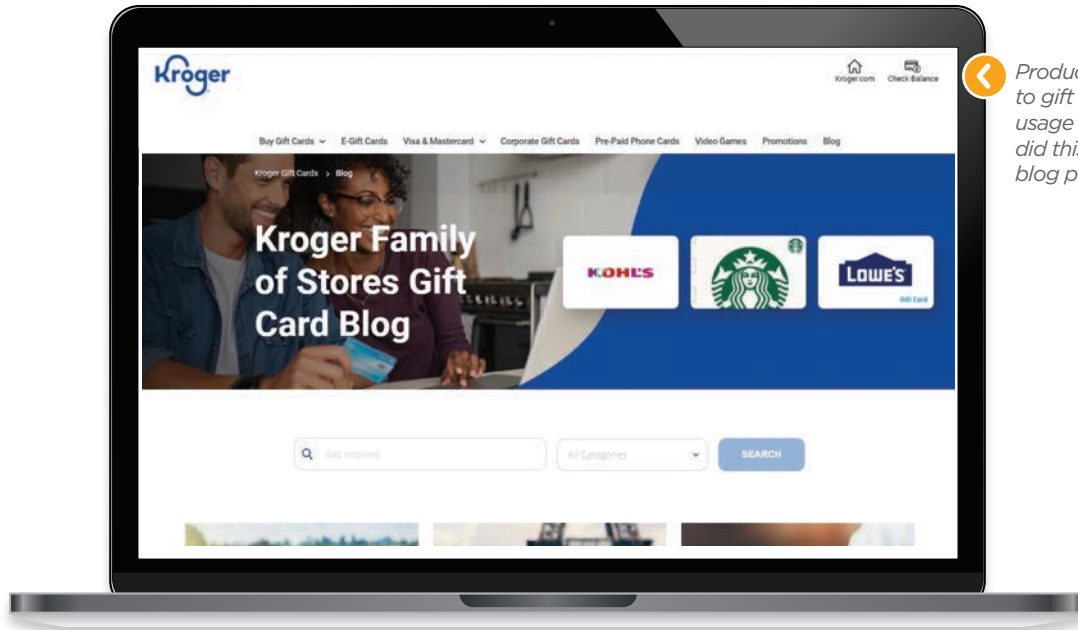 Kroger
Kroger.com Check Balance
Buy Gift Cards E-Gift Cards Visa & Mastercard Corporate Gift Cards Pre-Paid Phone Cards Video Games Promotions Blog
Kroger Gift Cards > Blog
Kroger Family
of Stores Gift
Card Blog
KOHL'S
LOWE'S
Gift Card
Get Inspired All Categories SEARCH
Produc
to gift
usage
did this
blog p